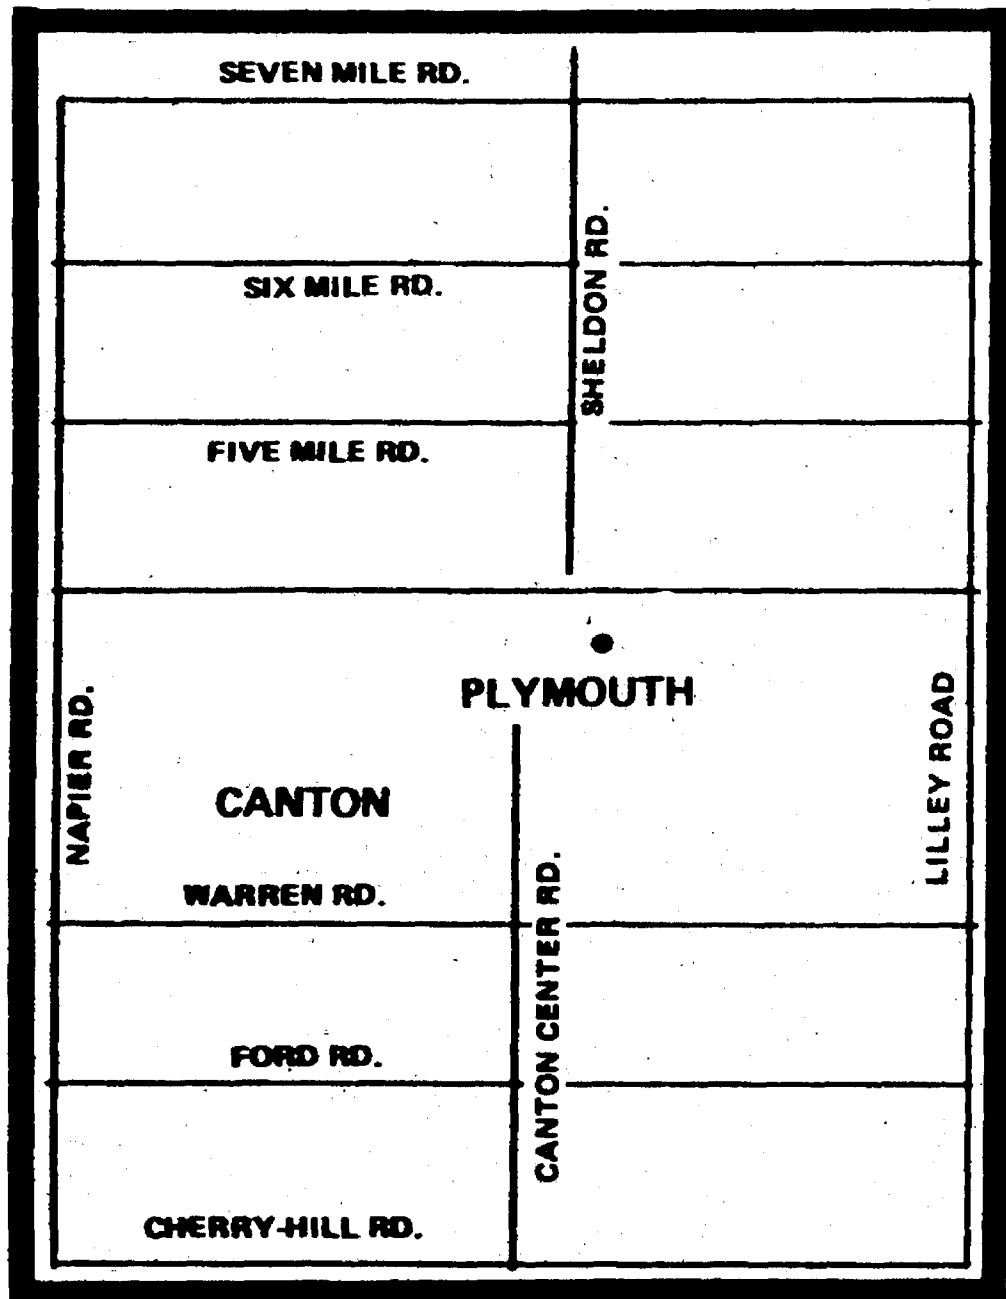 SEVEN MILE RD.
SHELDON RD.
SIX MILE RD.
FIVE MILE RD.
PLYMOUTH
NAPIER RD.
LILLEY ROAD
CANTON
WARREN RD.
CANTON CENTER RD.
FORD RD.
CHERRY-HILL RD.